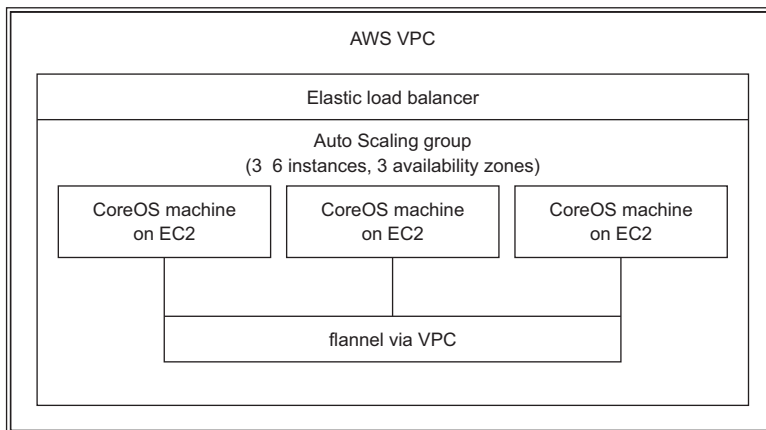 AWS VPC
Elastic load balancer
Auto Scaling group
(3 6 instances, 3 availability zones)
CoreOS machine
on EC2
CoreOS machine
on EC2
CoreOS machine
on EC2
flannel via VPC